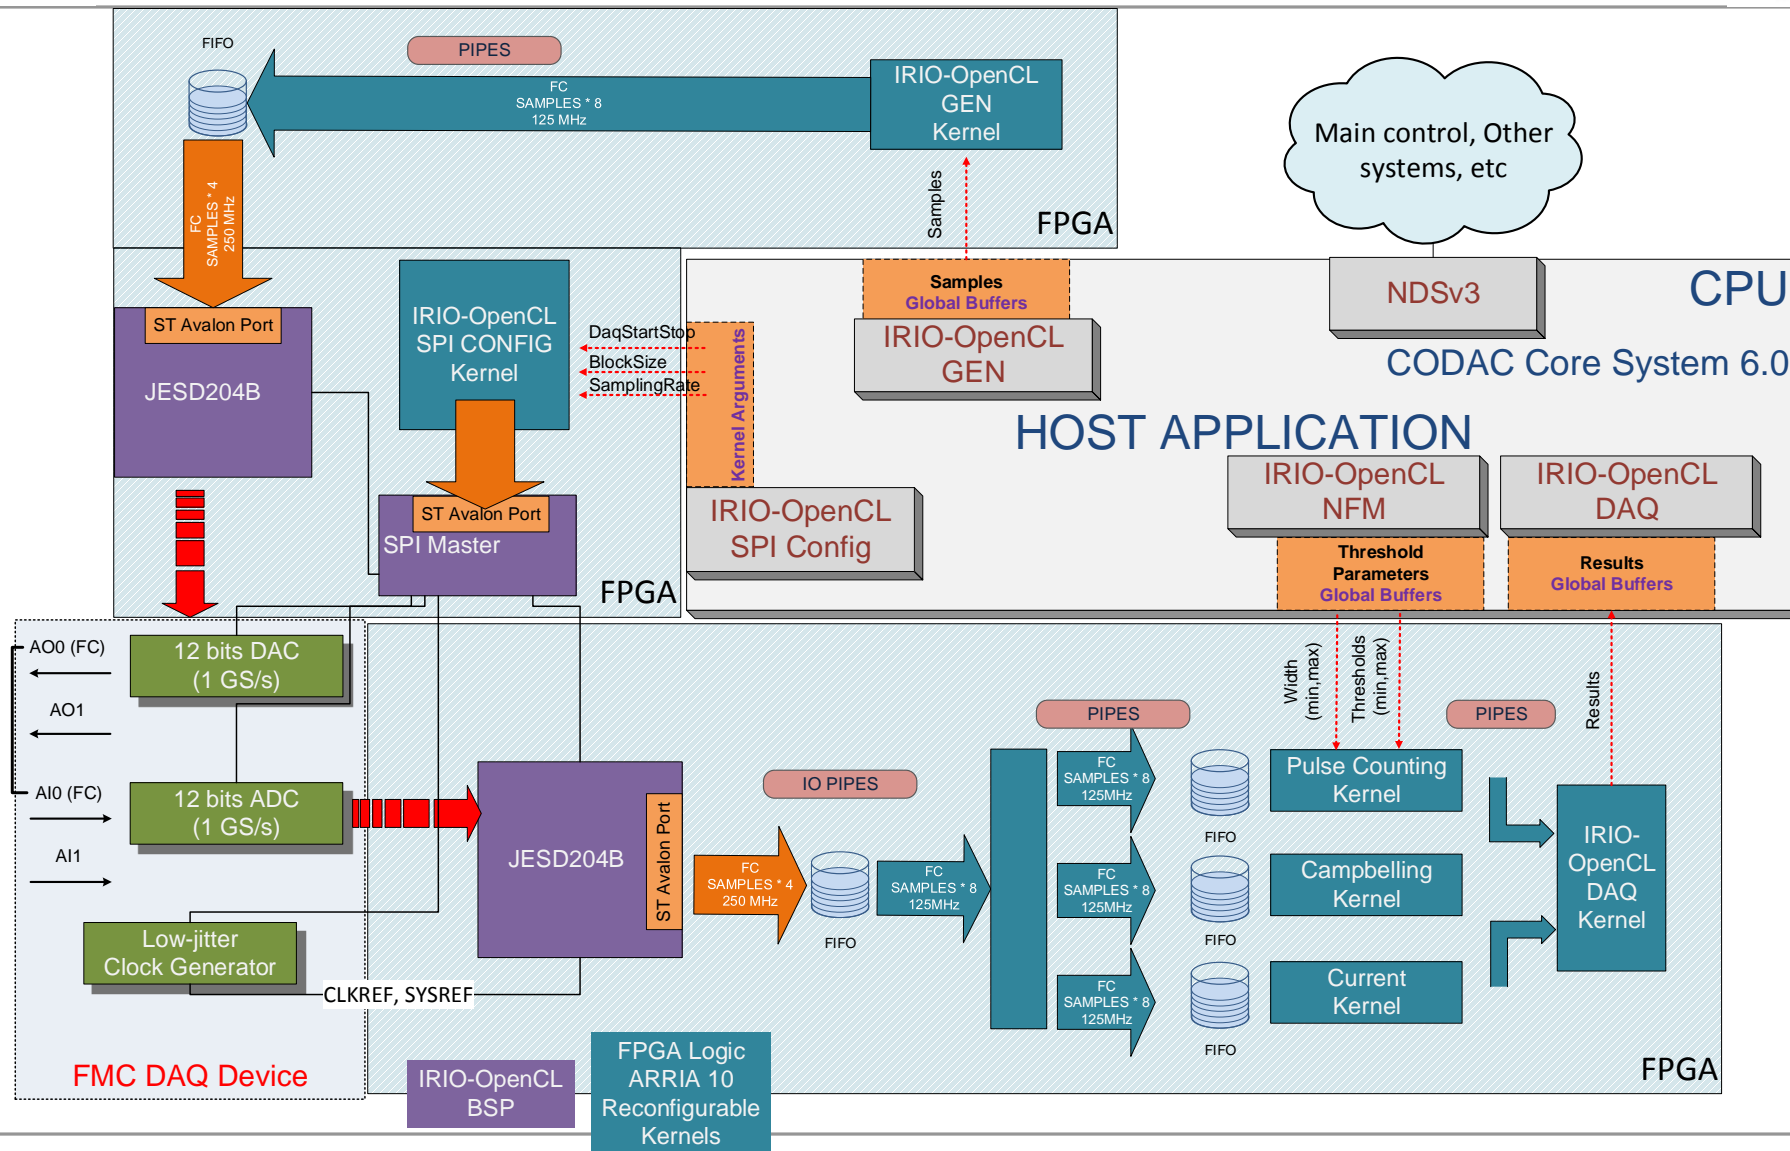 FIFO
PIPES
FC
SAMPLES * 8
125 MHz
IRIO-OpenCL
GEN
Kernel
FC
SAMPLES * 4
250 MHz
Samples
FPGA
Main control, Other
systems, etc
ST Avalon Port
JESD204B
IRIO-OpenCL
SPI CONFIG
Kernel
DaqStartStop
BlockSize
SamplingRate
Kernel Arguments
Samples
Global Buffers
IRIO-OpenCL
GEN
NDSv3
CPU
CODAC Core System 6.0
HOST APPLICATION
ST Avalon Port
SPI Master
FPGA
IRIO-OpenCL
SPI Config
IRIO-OpenCL
NFM
IRIO-OpenCL
DAQ
Threshold
Parameters
Global Buffers
Results
Global Buffers
AO0 (FC)
AO1
AI0 (FC)
AI1
12 bits DAC
(1 GS/s)
12 bits ADC
(1 GS/s)
Low-jitter
Clock Generator
CLKREF, SYSREF
FMC DAQ Device
JESD204B
ST Avalon Port
IO PIPES
FC
SAMPLES * 4
250 MHz
FIFO
FC
SAMPLES * 8
125MHz
PIPES
FC
SAMPLES * 8
125MHz
FIFO
FC
SAMPLES * 8
125MHz
FIFO
FC
SAMPLES * 8
125MHz
FIFO
Width
(min,max)
Thresholds
(min,max)
PIPES
Results
Pulse Counting
Kernel
Campbelling
Kernel
Current
Kernel
IRIO-
OpenCL
DAQ
Kernel
FPGA
IRIO-OpenCL
BSP
FPGA Logic
ARRIA 10
Reconfigurable
Kernels